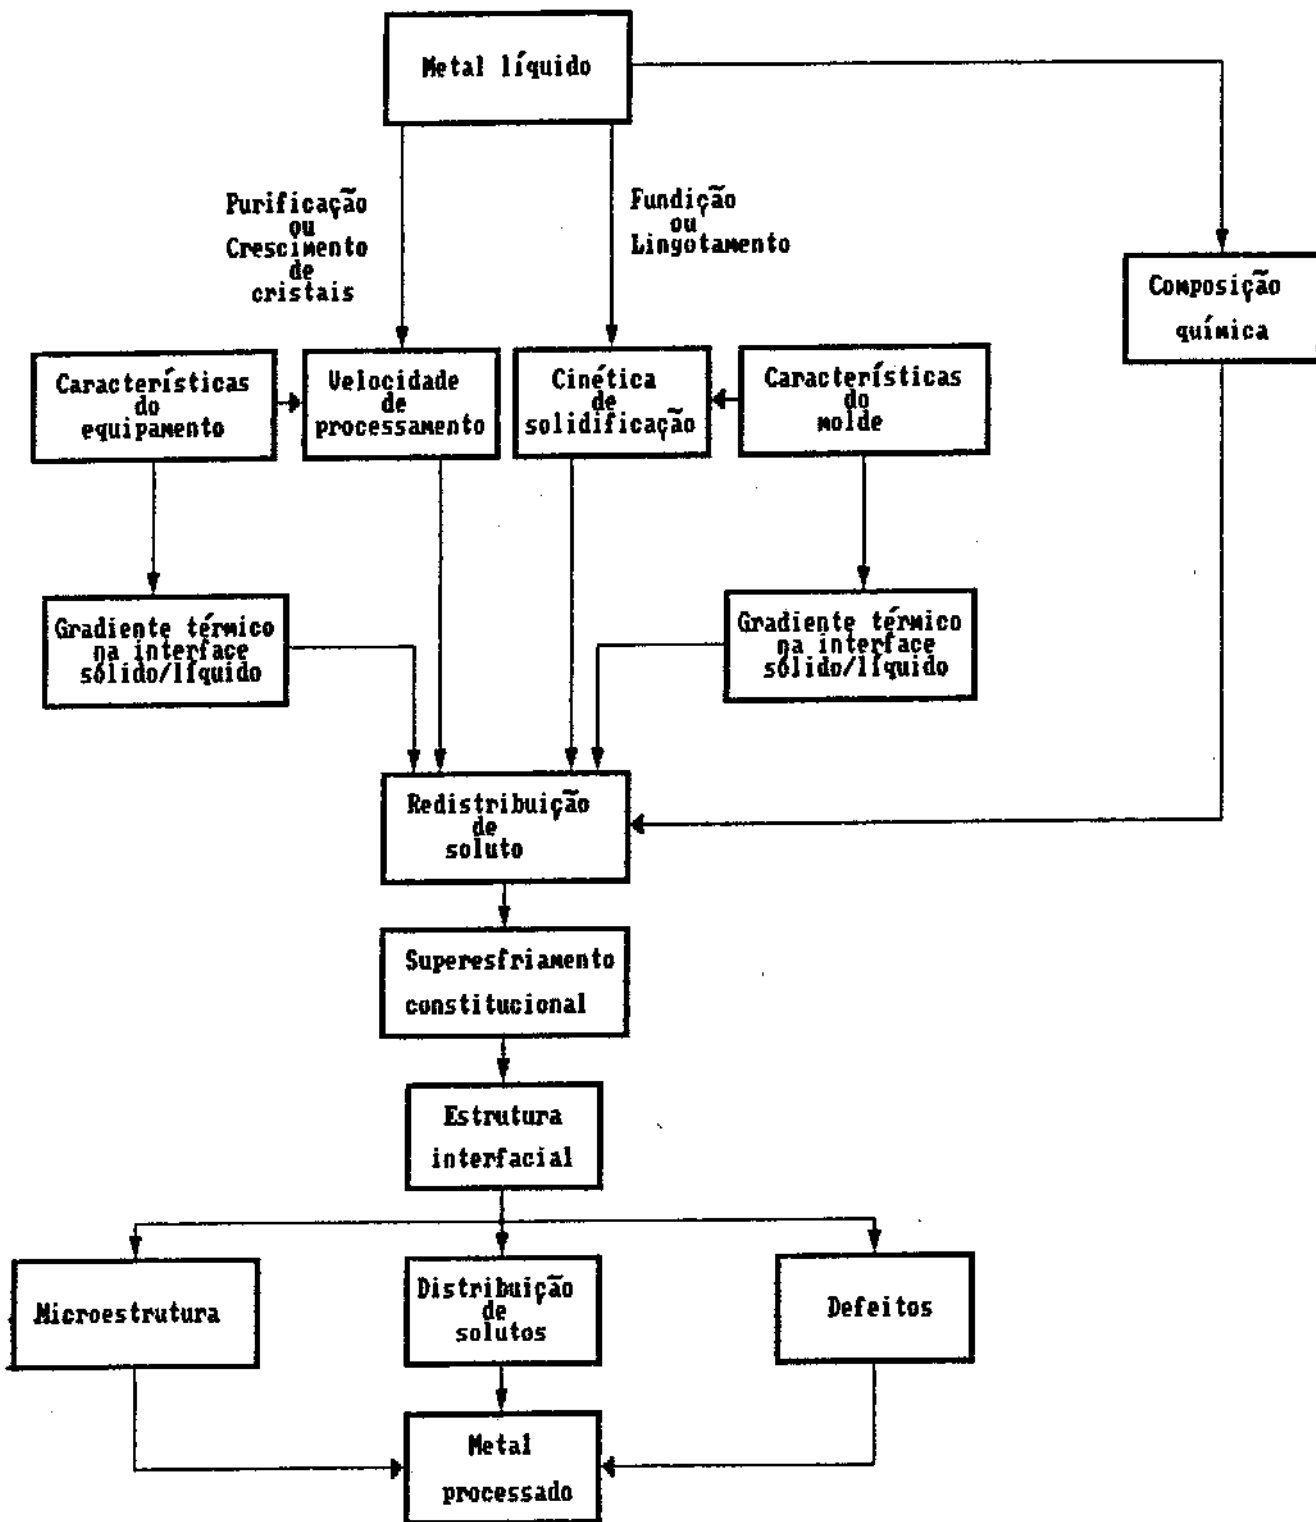 Metal líquido
Purificação
ou
Crescimento
de
cristais
Fundição
ou
Lingotamento
Composição
química
Características
do
equipamento
Velocidade
de
processamento
Cinética
de
solidificação
Características
do
molde
Gradiente térmico
na interface
sólido/líquido
Gradiente térmico
na interface
sólido/líquido
Redistribuição
de
soluto
Superesfriamento
constitucional
Estrutura
interfacial
Microestrutura
Distribuição
de
solutos
Defeitos
Metal
processado